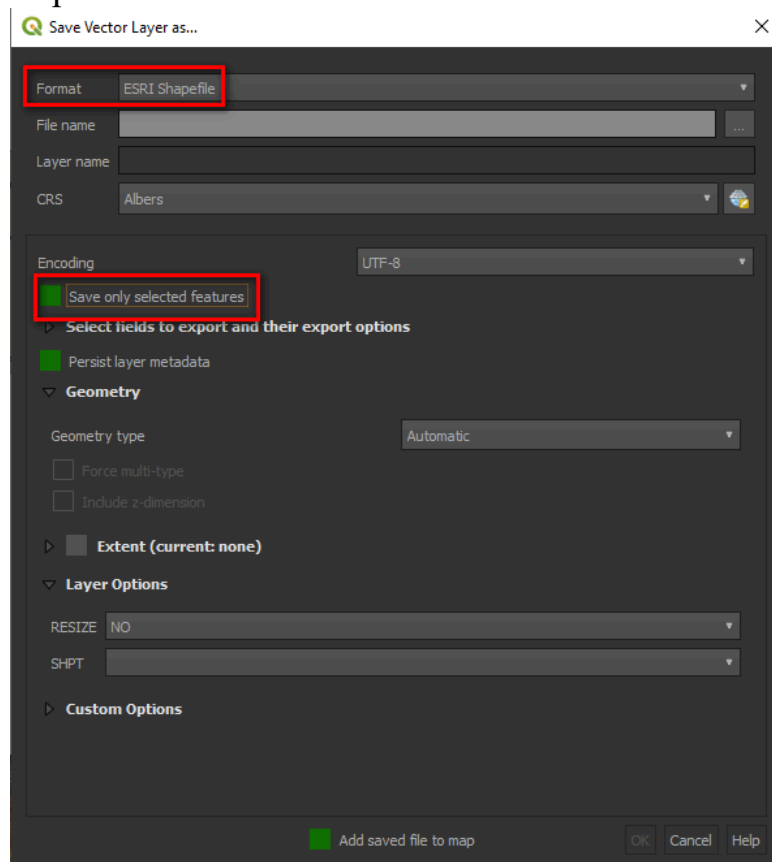 Save Vector Layer as...
Format ESRI Shapefile
File name ...
Layer name
CRS Albers
Encoding UTF-8
Save only selected features
Select fields to export and their export options
Persist layer metadata
Geometry
Geometry type Automatic
Force multi-type
Include z-dimension
Extent (current: none)
Layer Options
RESIZE NO
SHPT
Custom Options
Add saved file to map OK Cancel Help